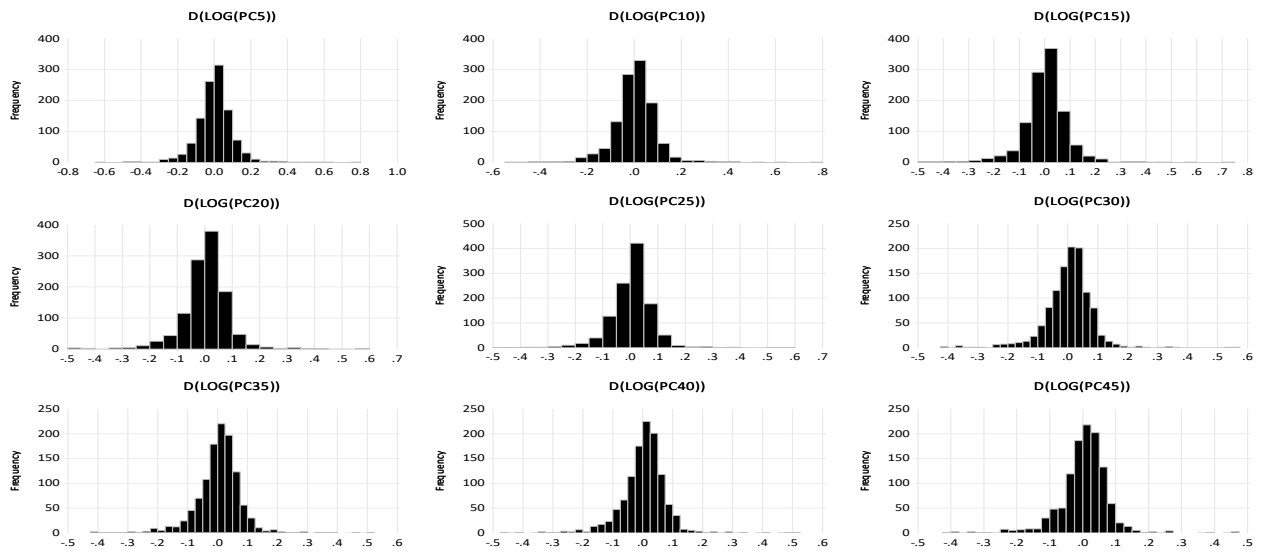 D(LOG(PC5))
400
300
200
100
0
Frequency
-0.8 -0.6 -0.4 -0.2 0.0 0.2 0.4 0.6 0.8 1.0
D(LOG(PC10))
400
300
200
100
0
Frequency
-.6 -.4 -.2 .0 .2 .4 .6 .8
D(LOG(PC15))
400
300
200
100
0
Frequency
-.5 -.4 -.3 -.2 -.1 .0 .1 .2 .3 .4 .5 .6 .7 .8
D(LOG(PC20))
400
300
200
100
0
Frequency
-.5 -.4 -.3 -.2 -.1 .0 .1 .2 .3 .4 .5 .6 .7
D(LOG(PC25))
500
400
300
200
100
0
Frequency
-.5 -.4 -.3 -.2 -.1 .0 .1 .2 .3 .4 .5 .6 .7
D(LOG(PC30))
250
200
150
100
50
0
Frequency
-.5 -.4 -.3 -.2 -.1 .0 .1 .2 .3 .4 .5 .6
D(LOG(PC35))
250
200
150
100
50
0
Frequency
-.5 -.4 -.3 -.2 -.1 .0 .1 .2 .3 .4 .5 .6
D(LOG(PC40))
250
200
150
100
50
0
Frequency
-.5 -.4 -.3 -.2 -.1 .0 .1 .2 .3 .4 .5 .6
D(LOG(PC45))
250
200
150
100
50
0
Frequency
-.5 -.4 -.3 -.2 -.1 .0 .1 .2 .3 .4 .5